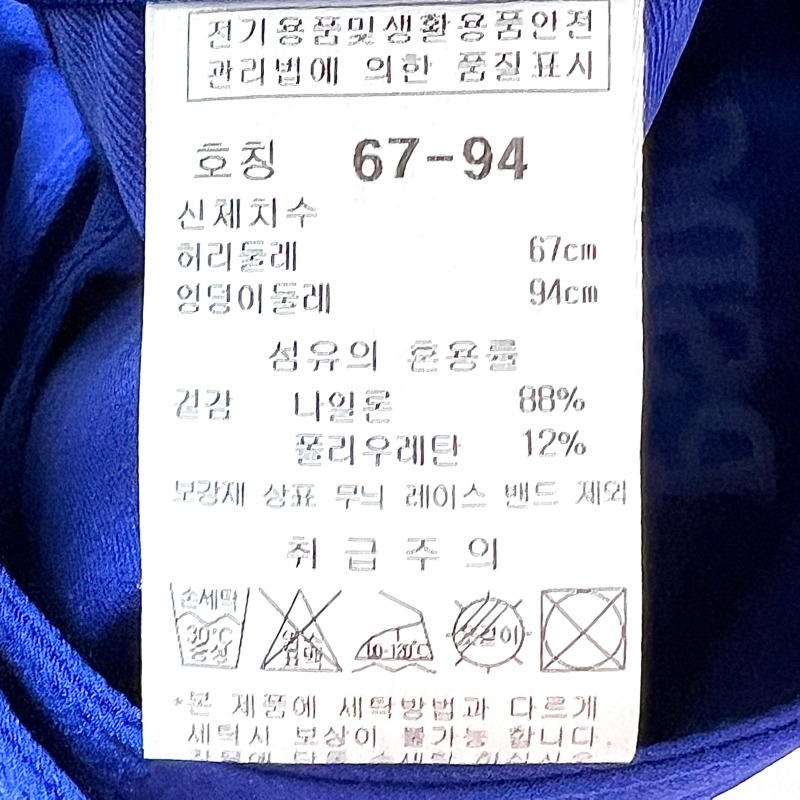 전기용품및생활용품안전
관리법에 의한 품질표시
호칭 67-94
신체치수
허리둘레 67cm
엉덩이둘레 94cm
섬유의 혼용률
겉감 나일론 88%
폴리우레탄 12%
보강재 상표 무늬 레이스 밴드 제외
취급주의
손세탁
30°C
중성
*본 제품에 세탁방법과 다르게
세탁시 보상이 불가능 합니다.